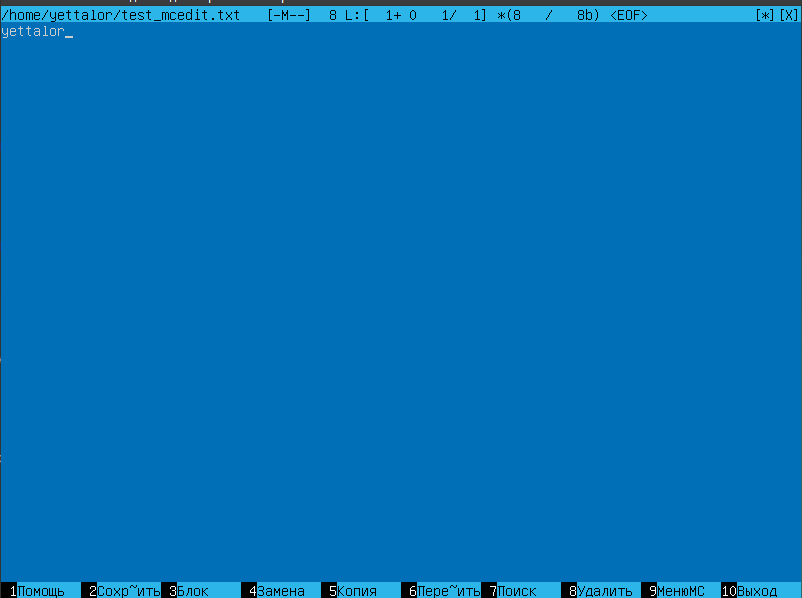 /home/yettalor/test_mcedit.txt [-M--] 8 L:[ 1+ 0 1/ 1] *(8 / 8b) <EOF> [*][X]
yettalor_
1Помощь 2Сохр~ить 3Блок 4Замена 5Копия 6Пере~ить 7Поиск 8Удалить 9МенюMC 10Выход